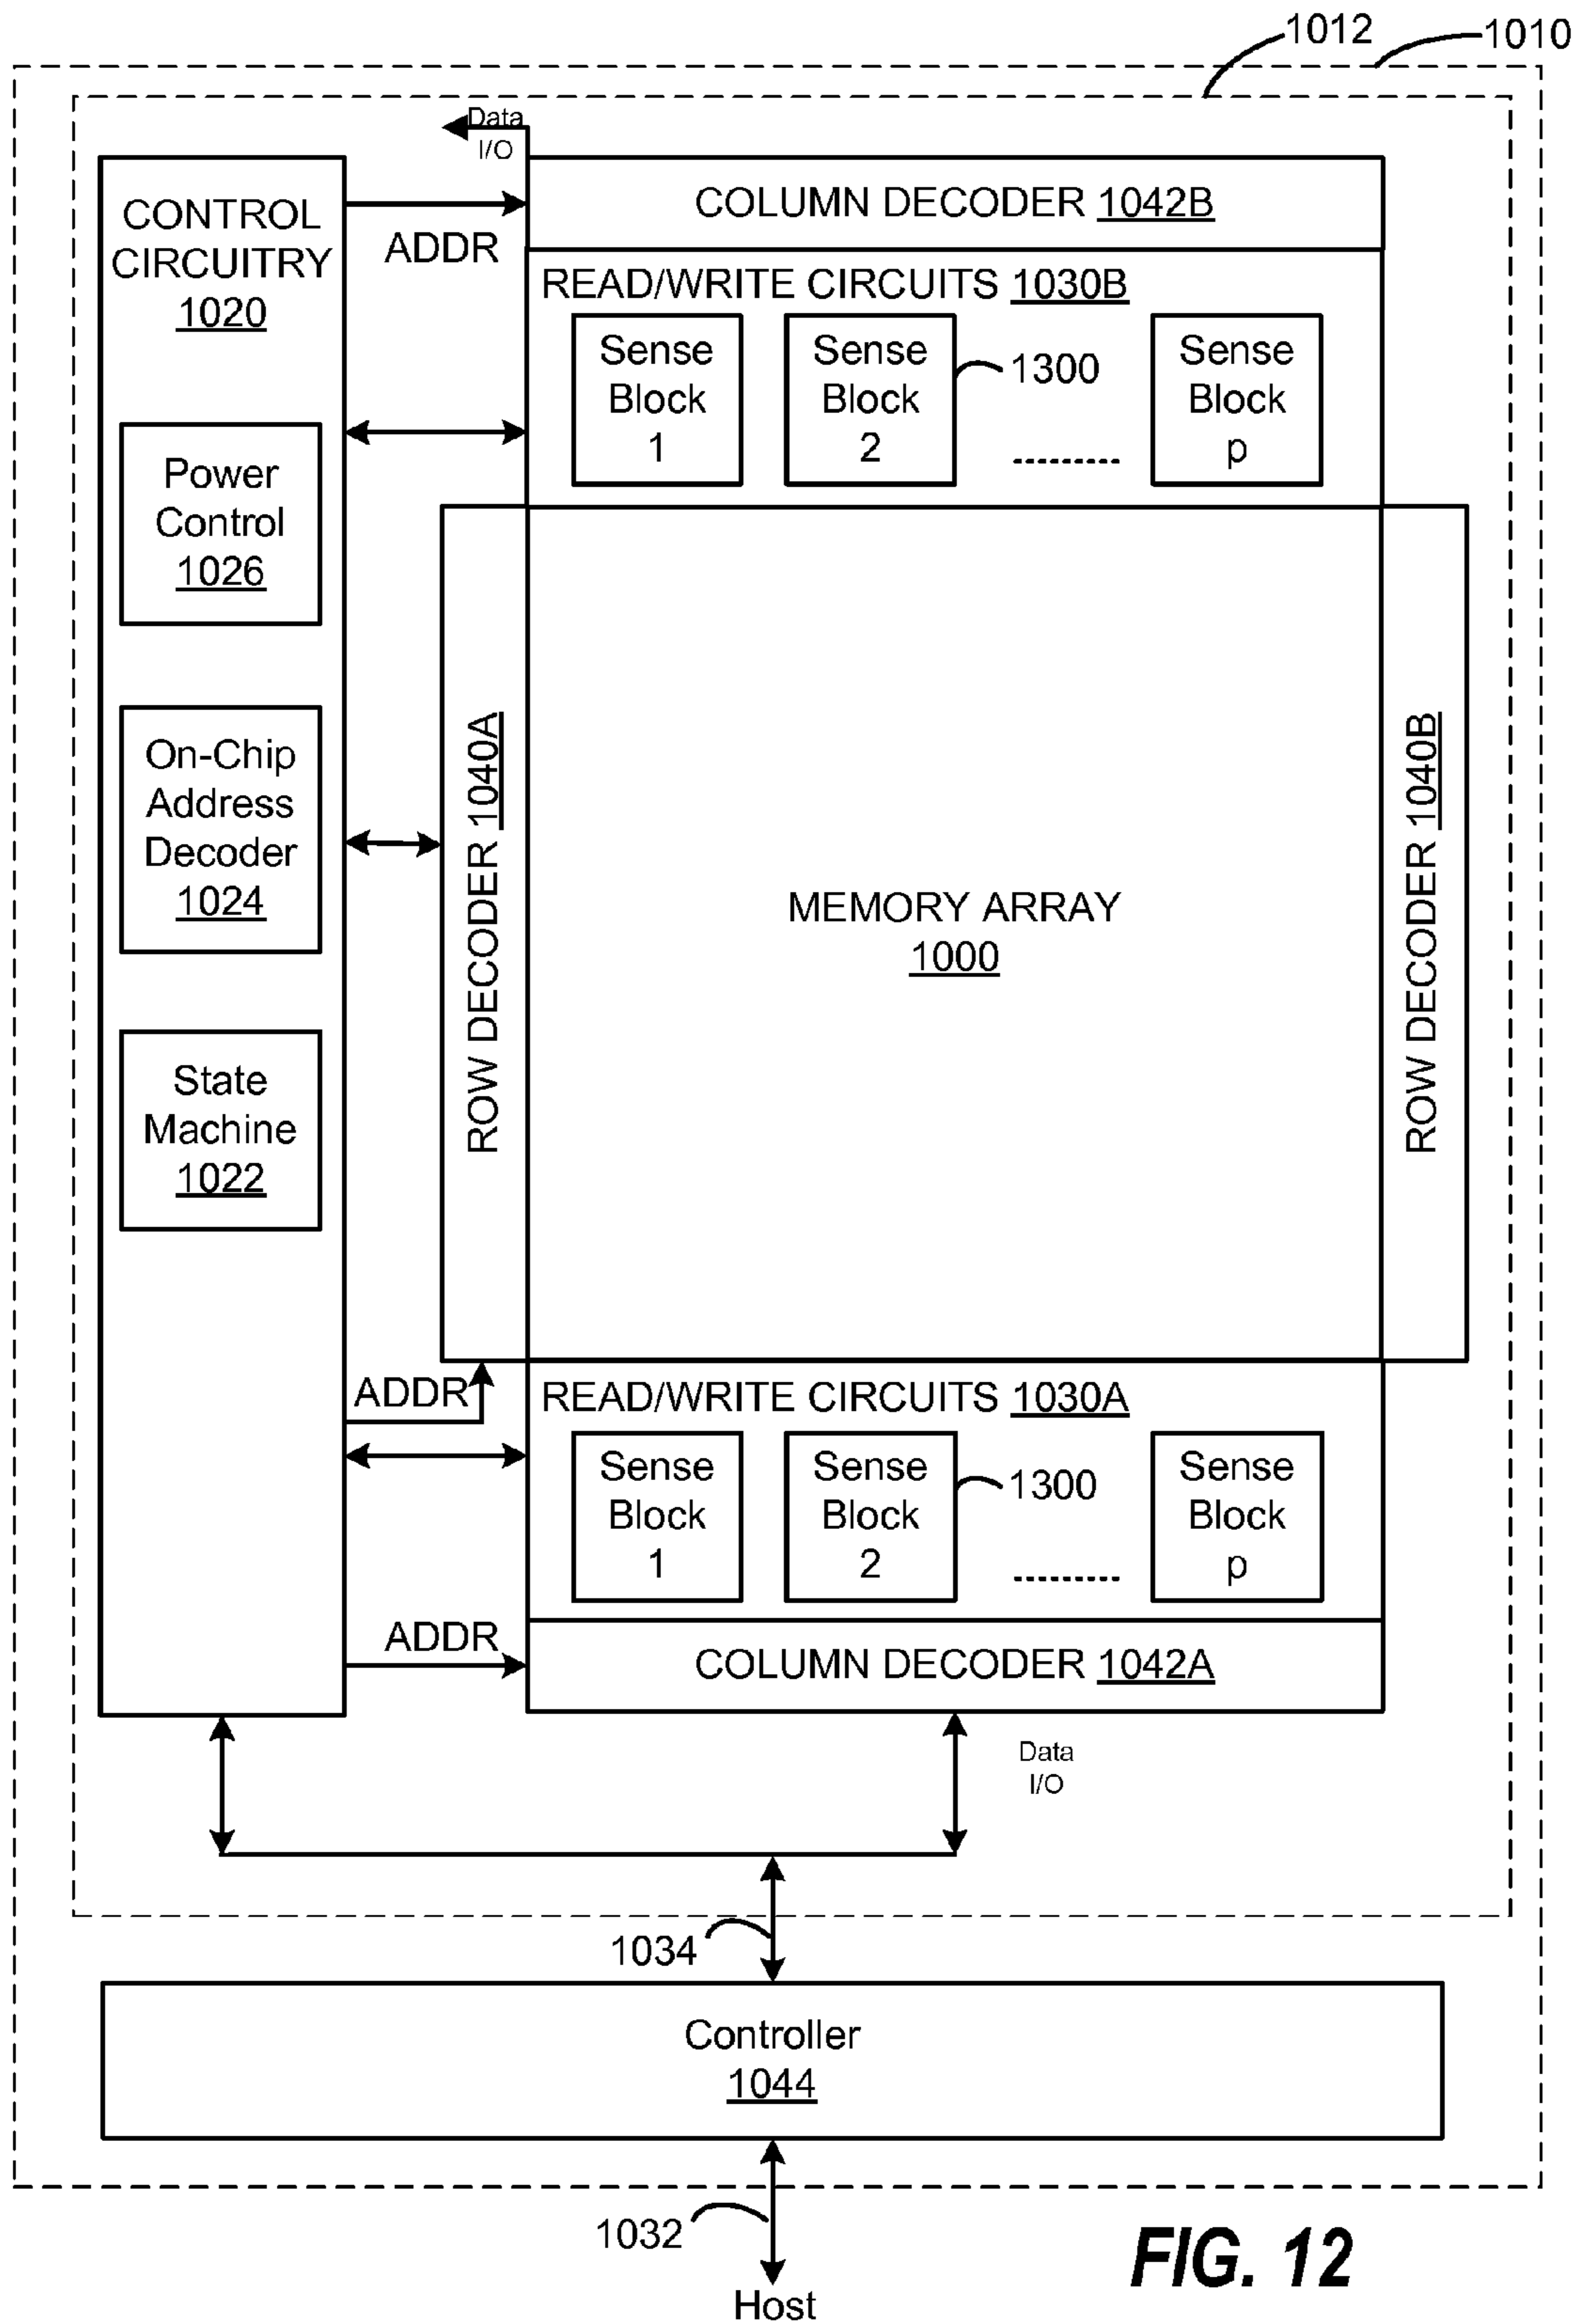 1012
1010
Data
I/O
CONTROL
CIRCUITRY
1020
ADDR
COLUMN DECODER 1042B
READ/WRITE CIRCUITS 1030B
Sense
Block
1
Sense
Block
2
1300
.........
Sense
Block
p
Power
Control
1026
On-Chip
Address
Decoder
1024
State
Machine
1022
ROW DECODER 1040A
MEMORY ARRAY
1000
ROW DECODER 1040B
ADDR
READ/WRITE CIRCUITS 1030A
Sense
Block
1
Sense
Block
2
1300
.........
Sense
Block
p
ADDR
COLUMN DECODER 1042A
Data
I/O
1034
Controller
1044
1032
Host
FIG. 12